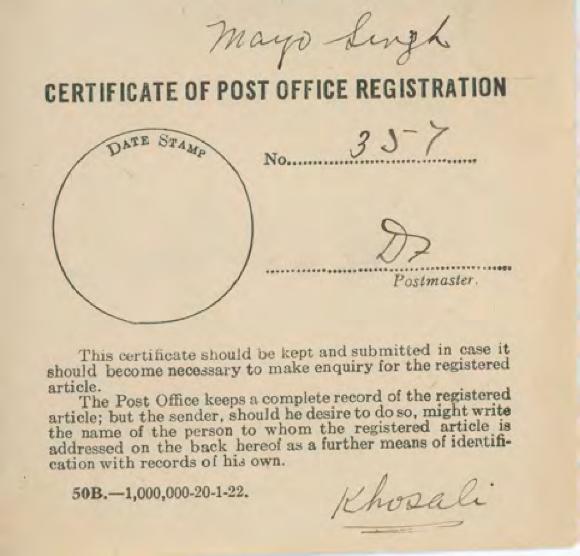 Mayo Singh
CERTIFICATE OF POST OFFICE REGISTRATION
DATE STAMP
No. 357
Postmaster.
This certificate should be kept and submitted in case it
should become necessary to make enquiry for the registered
article.
The Post Office keeps a complete record of the registered
article; but the sender, should he desire to do so, might write
the name of the person to whom the registered article is
addressed on the back hereof as a further means of identifi-
cation with records of his own.
50B.—1,000,000-20-1-22.
Khosali